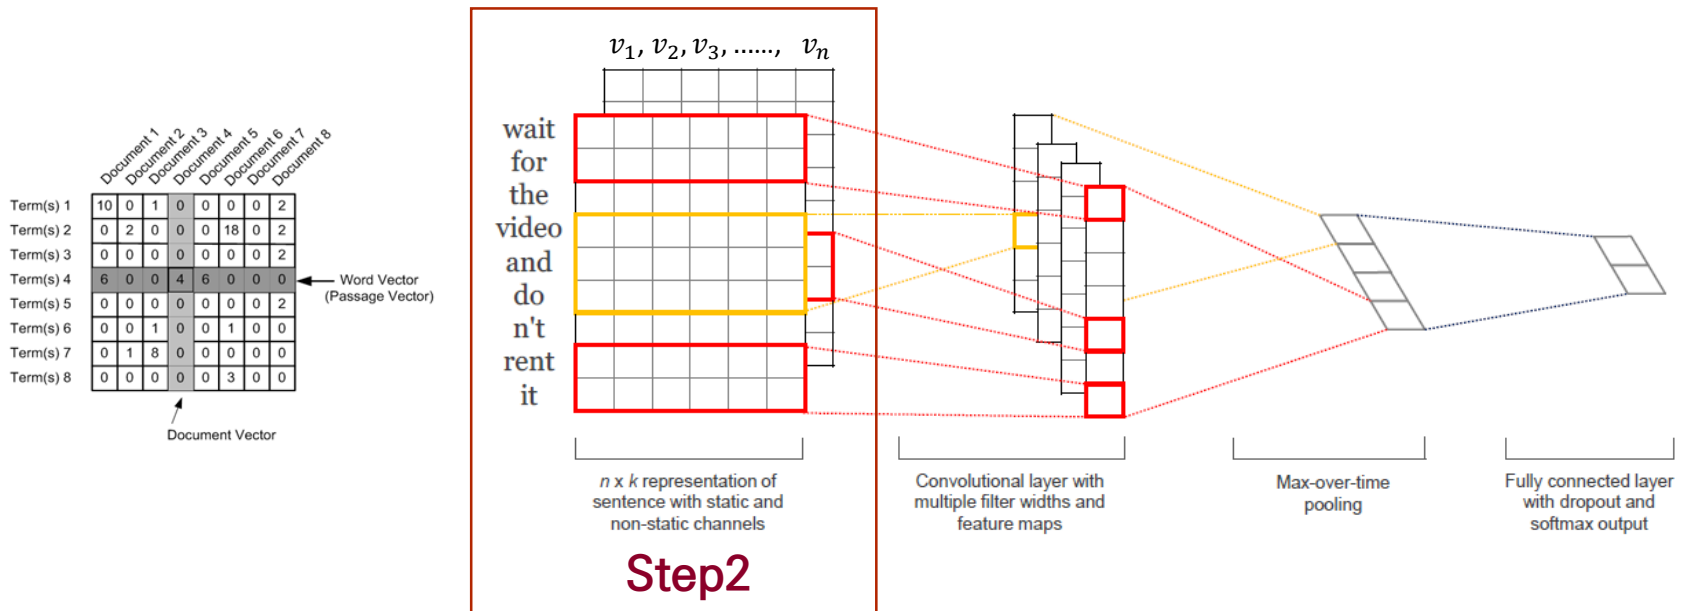 Document 1
Document 2
Document 3
Document 4
Document 5
Document 6
Document 7
Document 8
Term(s) 1 10 0 1 0 0 0 0 2
Term(s) 2 0 2 0 0 0 18 0 2
Term(s) 3 0 0 0 0 0 0 0 2
Term(s) 4 6 0 0 4 6 0 0 0
Term(s) 5 0 0 0 0 0 0 0 2
Term(s) 6 0 0 1 0 0 1 0 0
Term(s) 7 0 1 8 0 0 0 0 0
Term(s) 8 0 0 0 0 0 3 0 0
Word Vector
(Passage Vector)
Document Vector
v₁, v₂, v₃, ......, vₙ
wait
for
the
video
and
do
n't
rent
it
n x k representation of
sentence with static and
non-static channels
Step2
Convolutional layer with
multiple filter widths and
feature maps
Max-over-time
pooling
Fully connected layer
with dropout and
softmax output